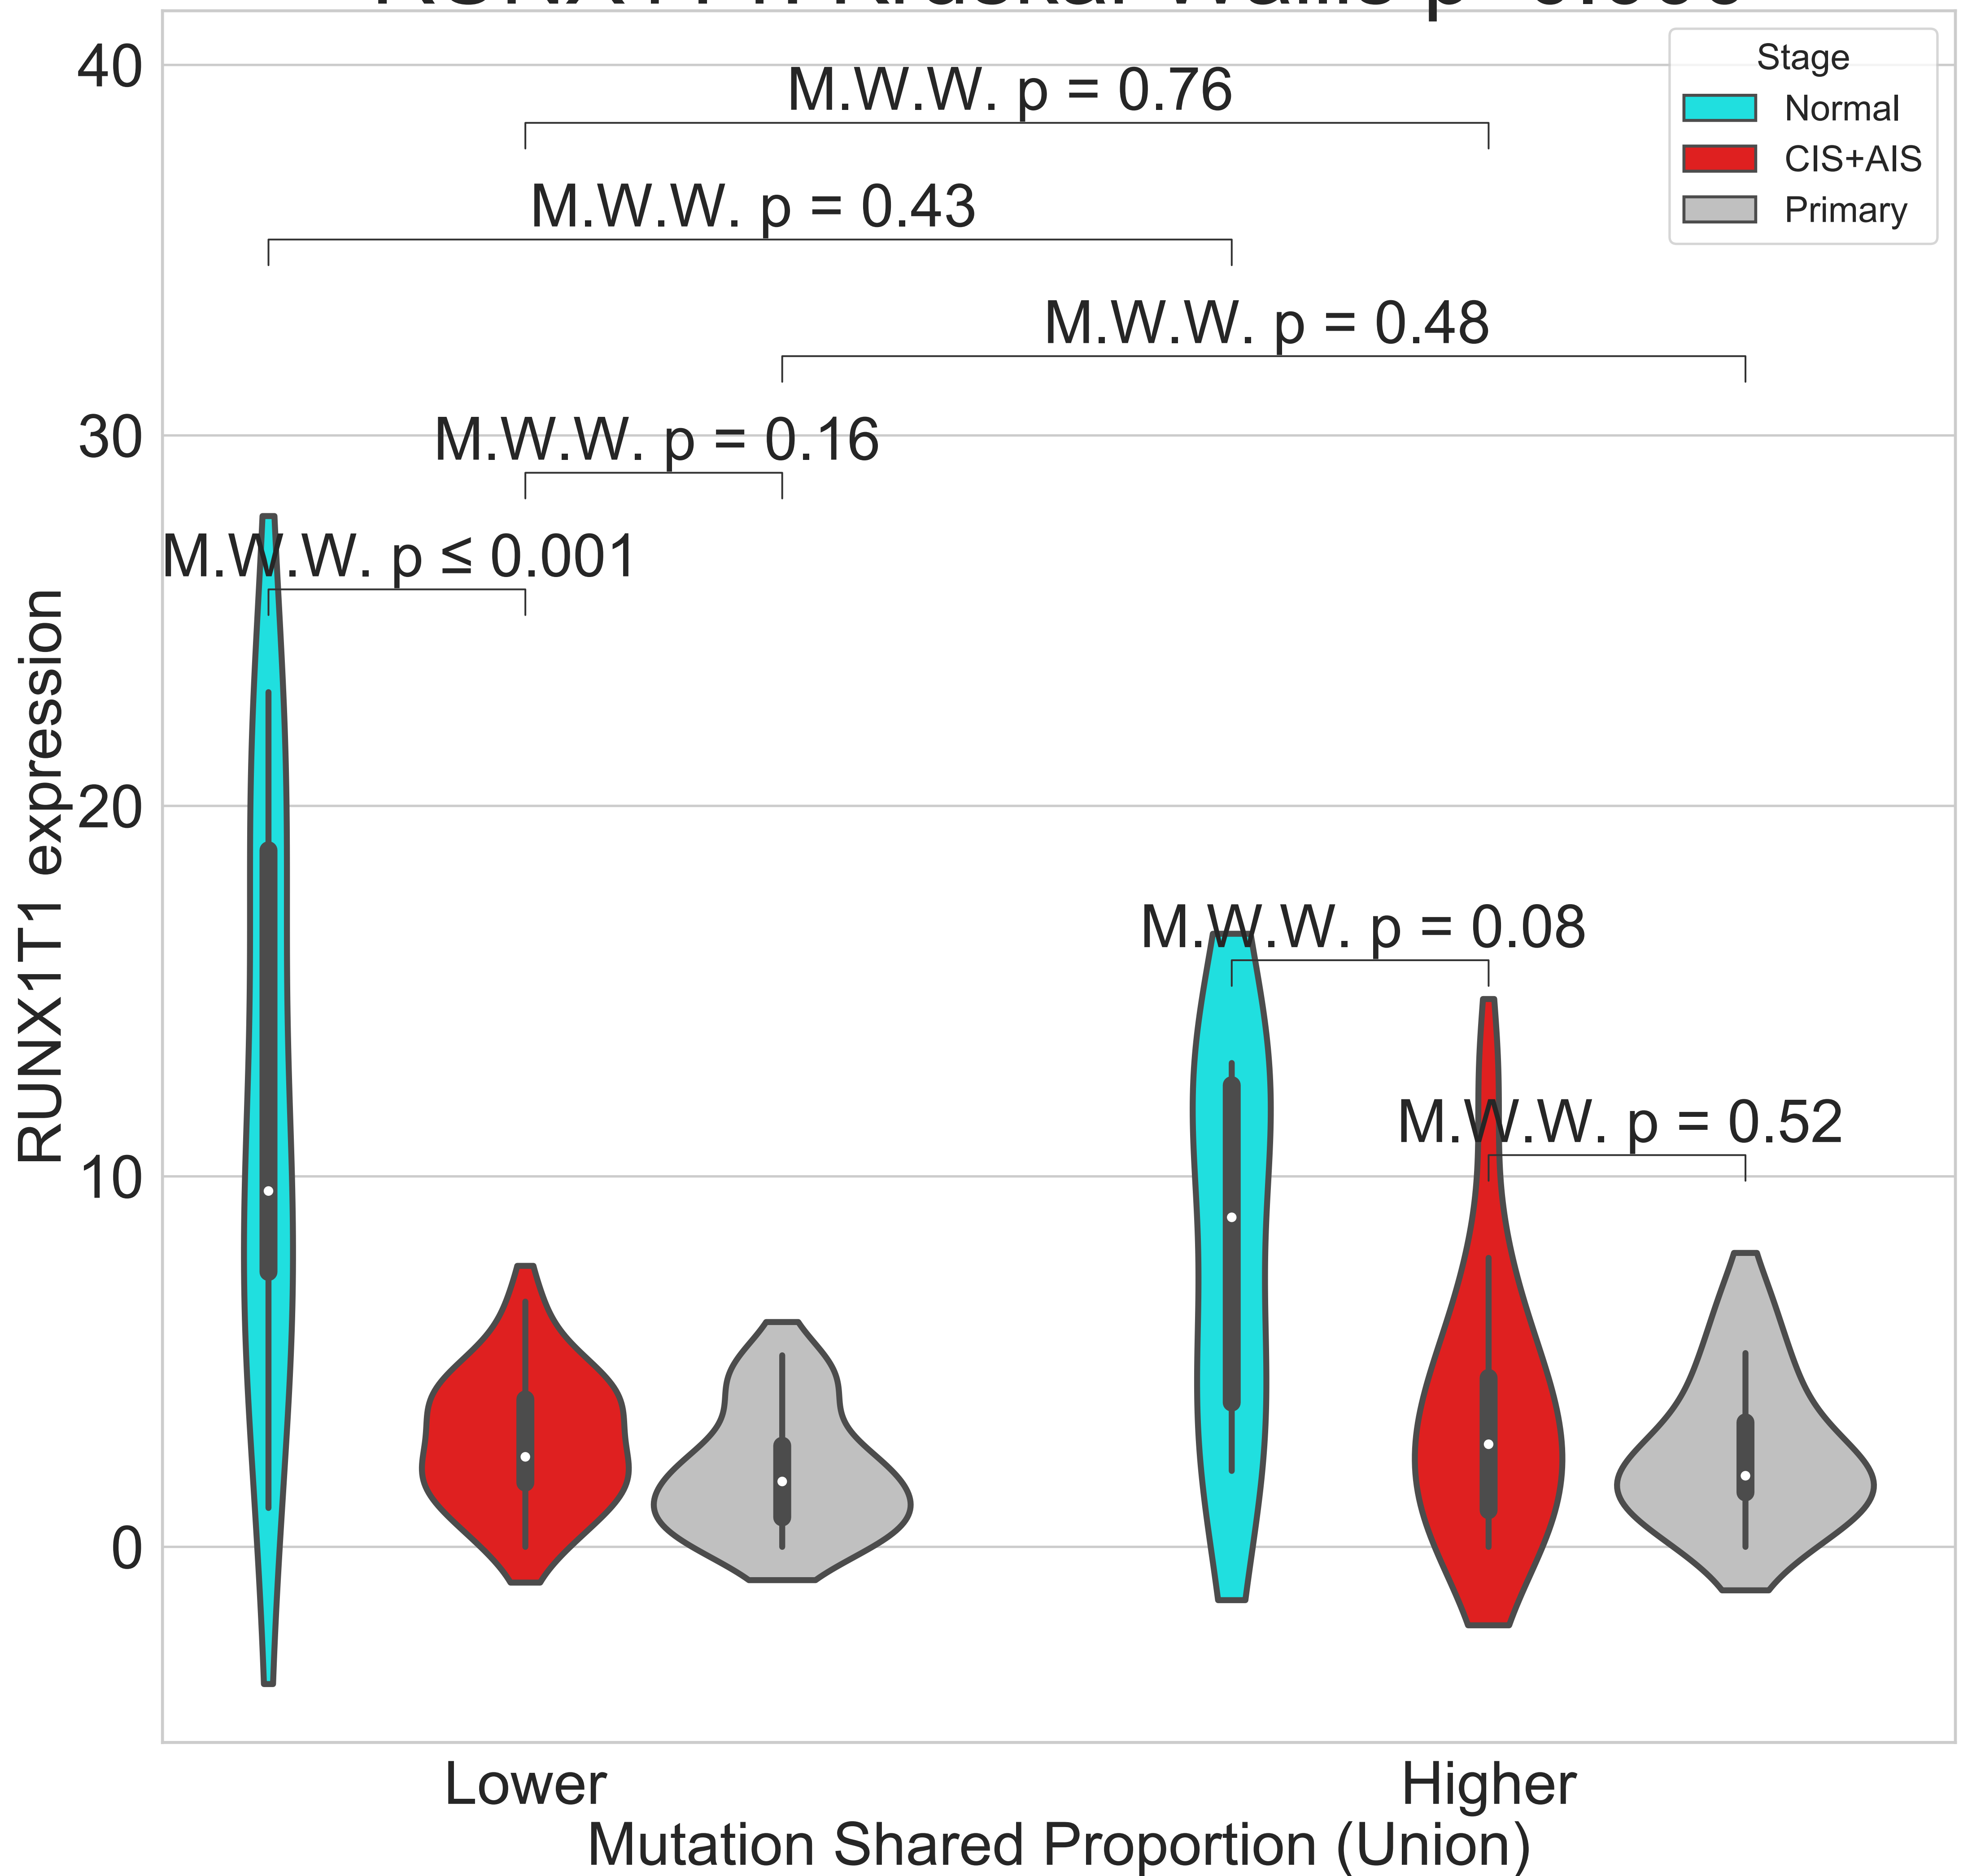 40
M.W.W. p = 0.76
Stage
Normal
CIS+AIS
Primary
M.W.W. p = 0.43
M.W.W. p = 0.48
30
M.W.W. p = 0.16
M.W.W. p ≤ 0.001
RUNX1T1 expression
20
M.W.W. p = 0.08
M.W.W. p = 0.52
10
0
Lower
Higher
Mutation Shared Proportion (Union)